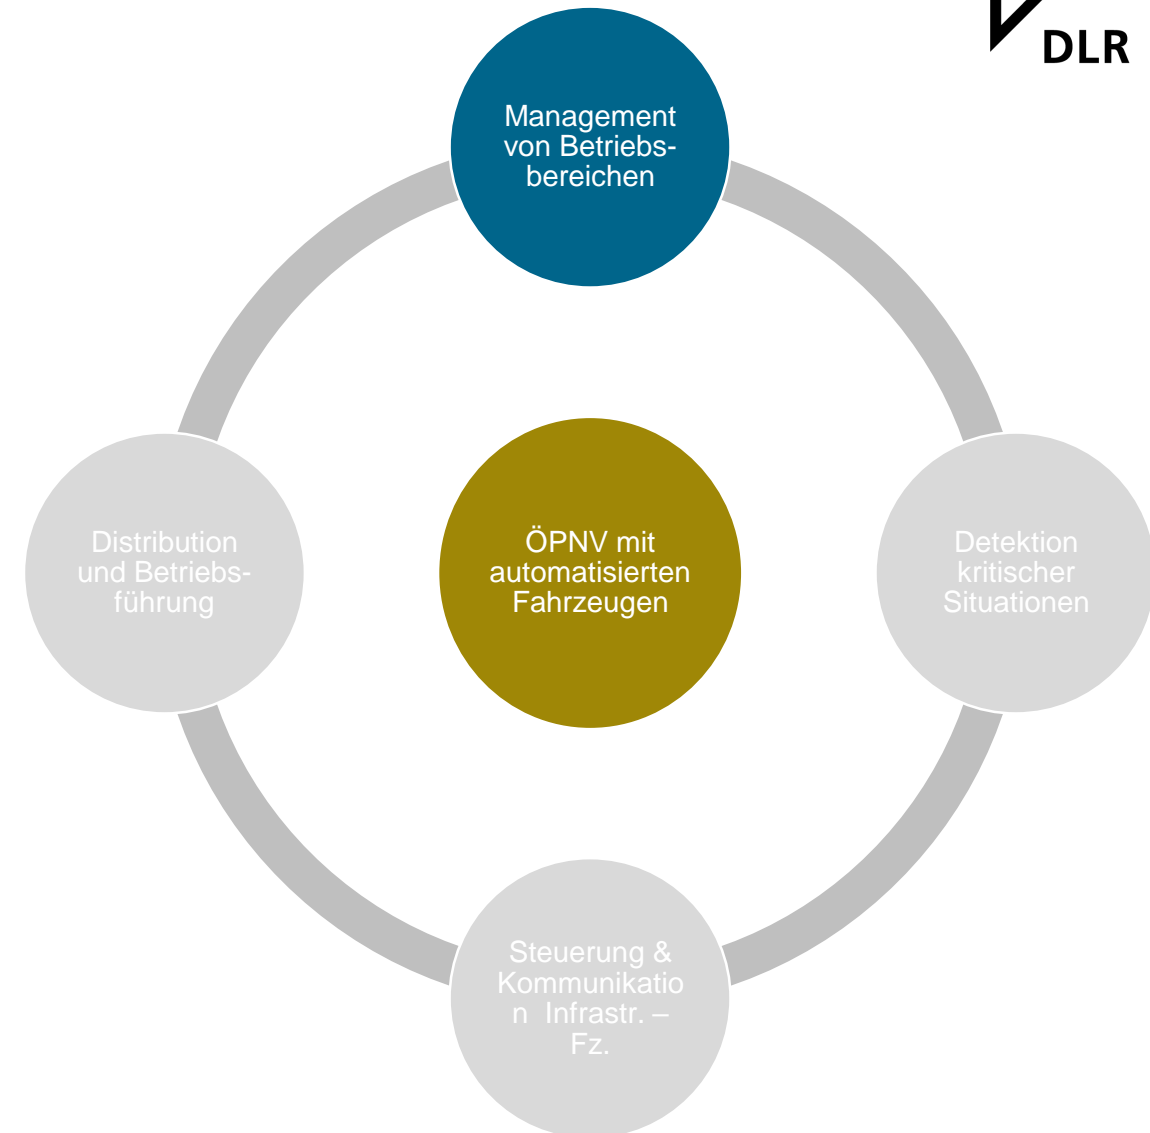 DLR
Management
von Betriebs-
bereichen
Distribution
und Betriebs-
führung
ÖPNV mit
automatisierten
Fahrzeugen
Detektion
kritischer
Situationen
Steuerung &
Kommunikatio
n Infrastr. –
Fz.